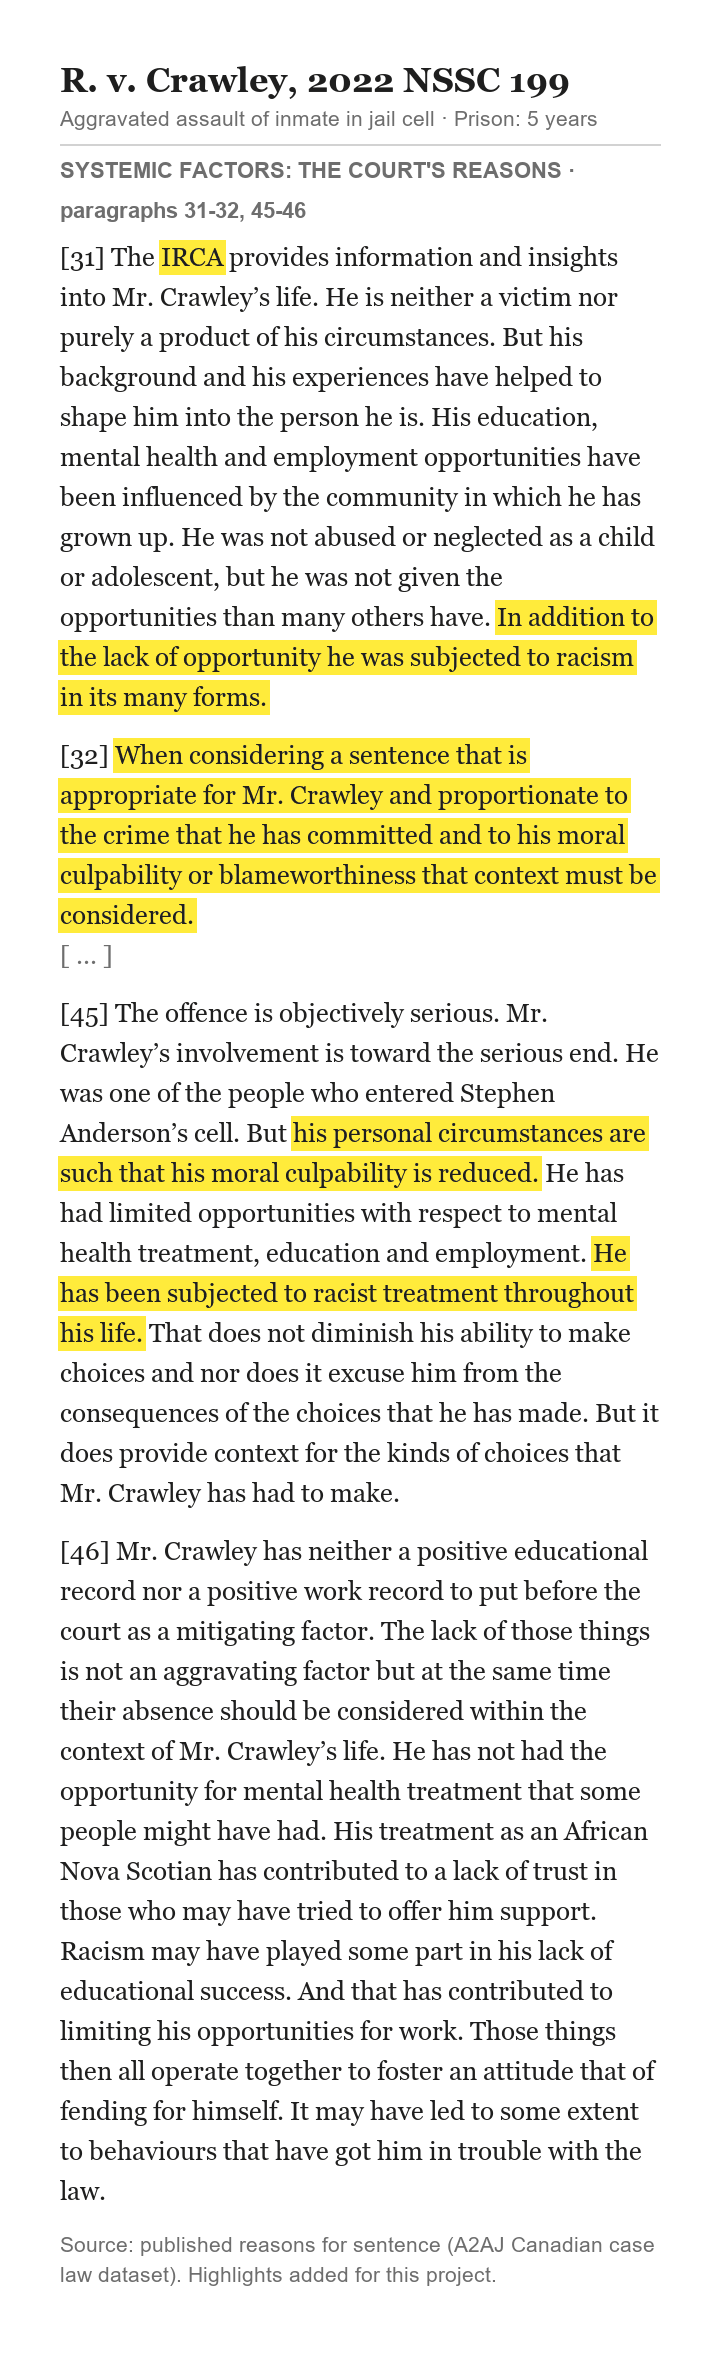 R. v. Crawley, 2022 NSSC 199
Aggravated assault of inmate in jail cell · Prison: 5 years
SYSTEMIC FACTORS: THE COURT'S REASONS ·
paragraphs 31-32, 45-46
[31] The IRCA provides information and insights
into Mr. Crawley’s life. He is neither a victim nor
purely a product of his circumstances. But his
background and his experiences have helped to
shape him into the person he is. His education,
mental health and employment opportunities have
been influenced by the community in which he has
grown up. He was not abused or neglected as a child
or adolescent, but he was not given the
opportunities than many others have. In addition to
the lack of opportunity he was subjected to racism
in its many forms.
[32] When considering a sentence that is
appropriate for Mr. Crawley and proportionate to
the crime that he has committed and to his moral
culpability or blameworthiness that context must be
considered.
[ ... ]
[45] The offence is objectively serious. Mr.
Crawley’s involvement is toward the serious end. He
was one of the people who entered Stephen
Anderson’s cell. But his personal circumstances are
such that his moral culpability is reduced. He has
had limited opportunities with respect to mental
health treatment, education and employment. He
has been subjected to racist treatment throughout
his life. That does not diminish his ability to make
choices and nor does it excuse him from the
consequences of the choices that he has made. But it
does provide context for the kinds of choices that
Mr. Crawley has had to make.
[46] Mr. Crawley has neither a positive educational
record nor a positive work record to put before the
court as a mitigating factor. The lack of those things
is not an aggravating factor but at the same time
their absence should be considered within the
context of Mr. Crawley’s life. He has not had the
opportunity for mental health treatment that some
people might have had. His treatment as an African
Nova Scotian has contributed to a lack of trust in
those who may have tried to offer him support.
Racism may have played some part in his lack of
educational success. And that has contributed to
limiting his opportunities for work. Those things
then all operate together to foster an attitude that of
fending for himself. It may have led to some extent
to behaviours that have got him in trouble with the
law.
Source: published reasons for sentence (A2AJ Canadian case
law dataset). Highlights added for this project.